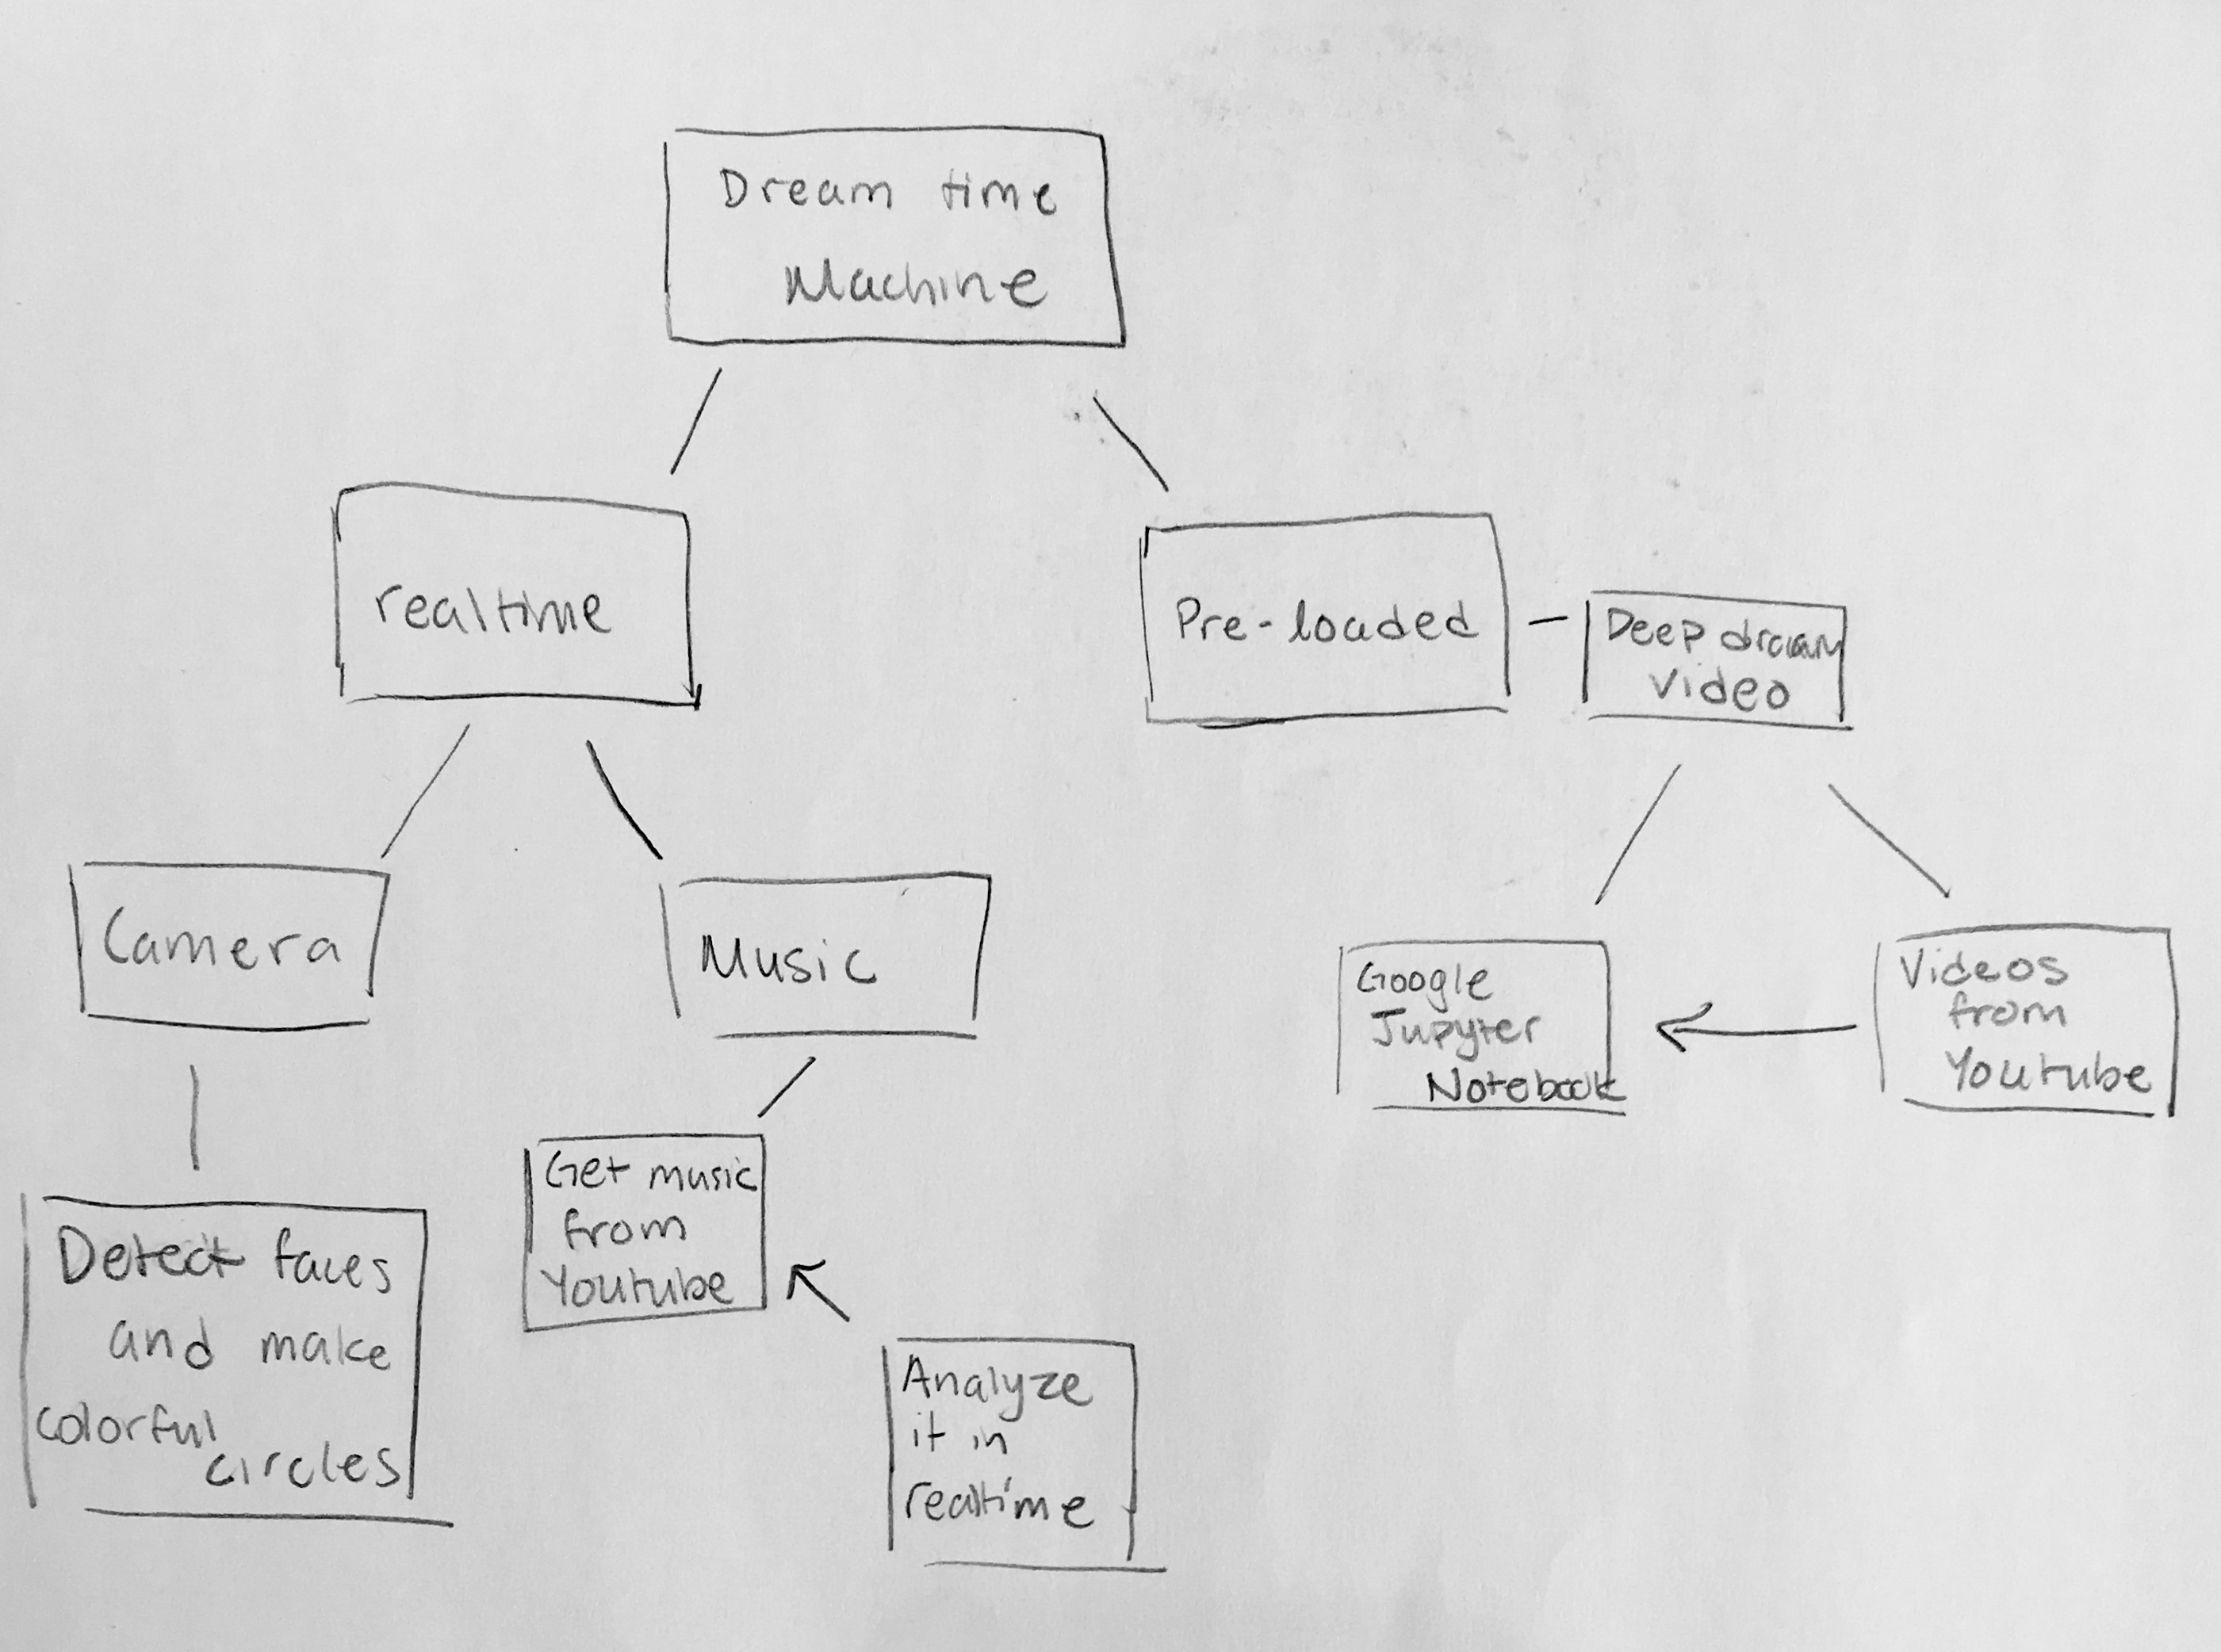 Dream time
Machine
realtime
Pre-loaded
Deep dream
video
Camera
Music
Google
Jupyter
Notebook
Videos
from
Youtube
Detect faces
and make
colorful
circles
Get music
from
Youtube
Analyze
it in
realtime